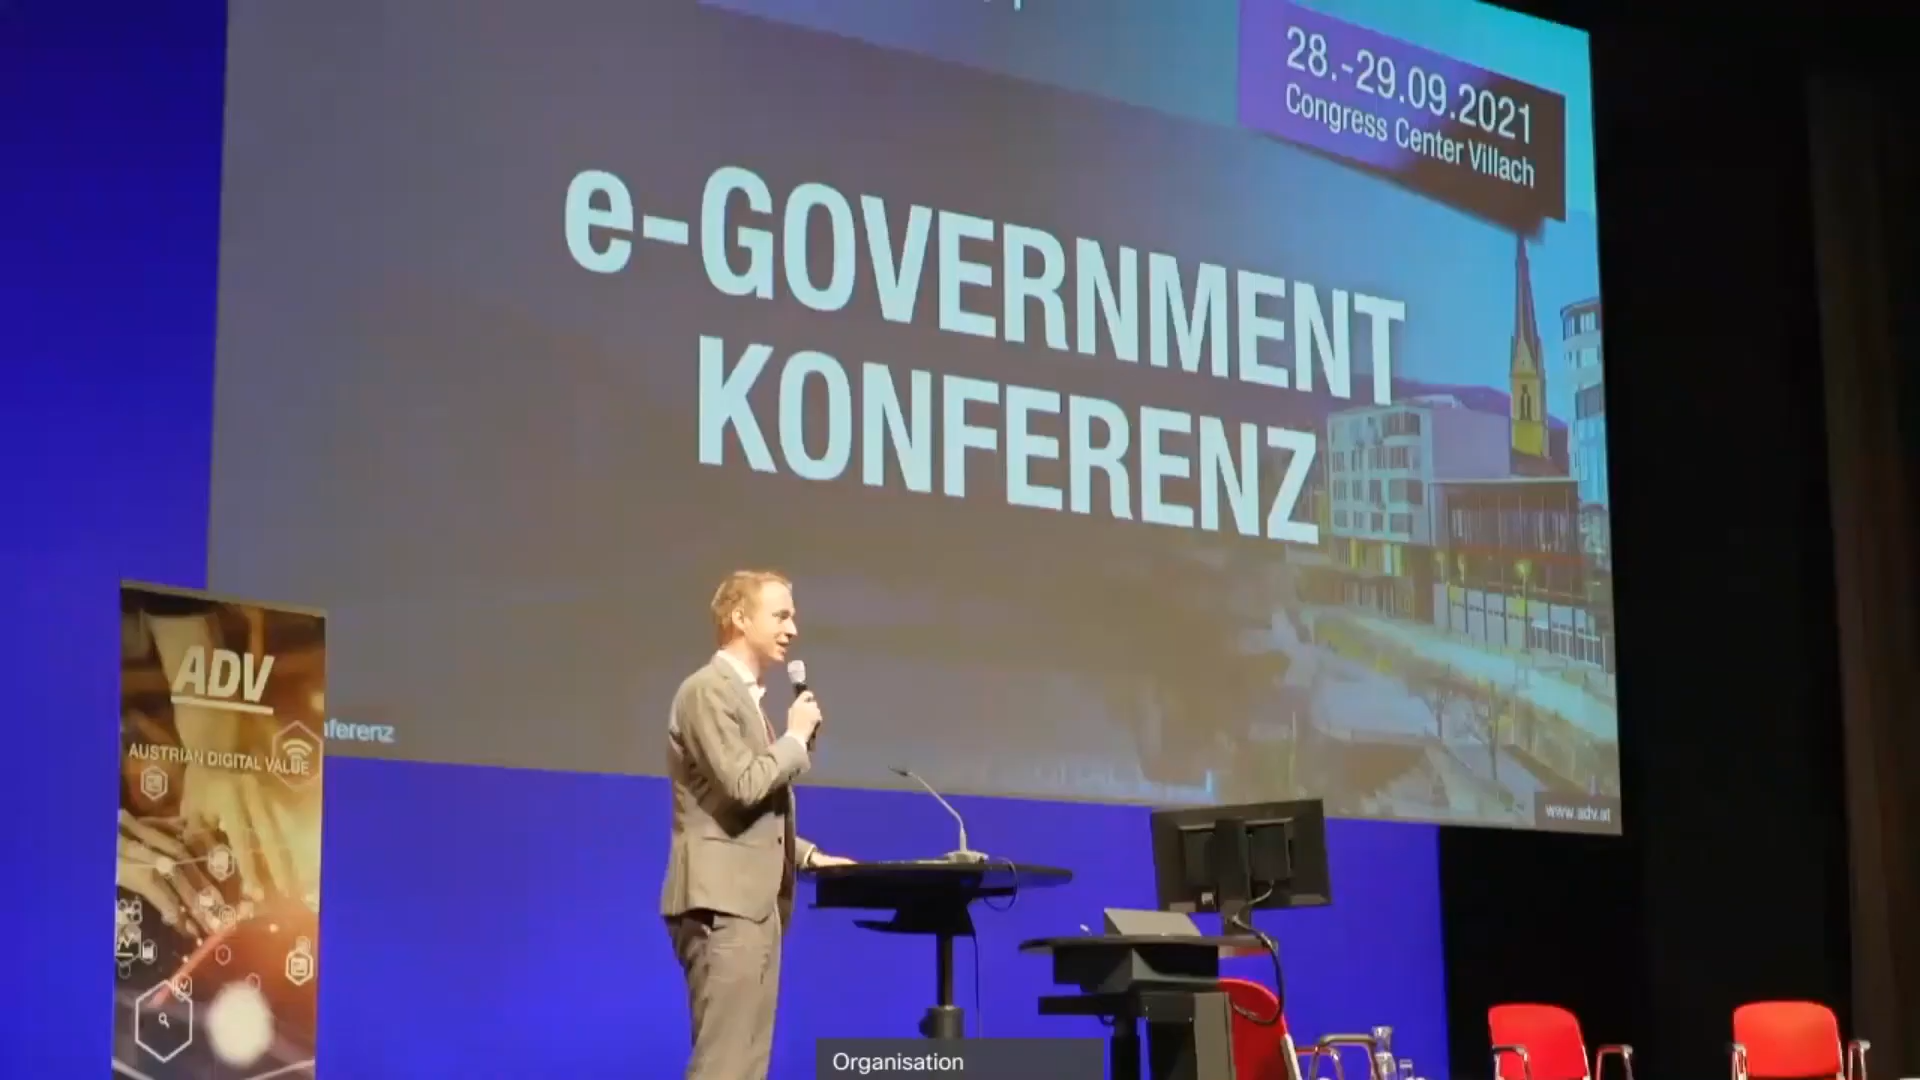 28.-29.09.2021
Congress Center Villach
e-GOVERNMENT
KONFERENZ
ADV
AUSTRIAN DIGITAL VALUE
nferenz
www.adv.at
Organisation